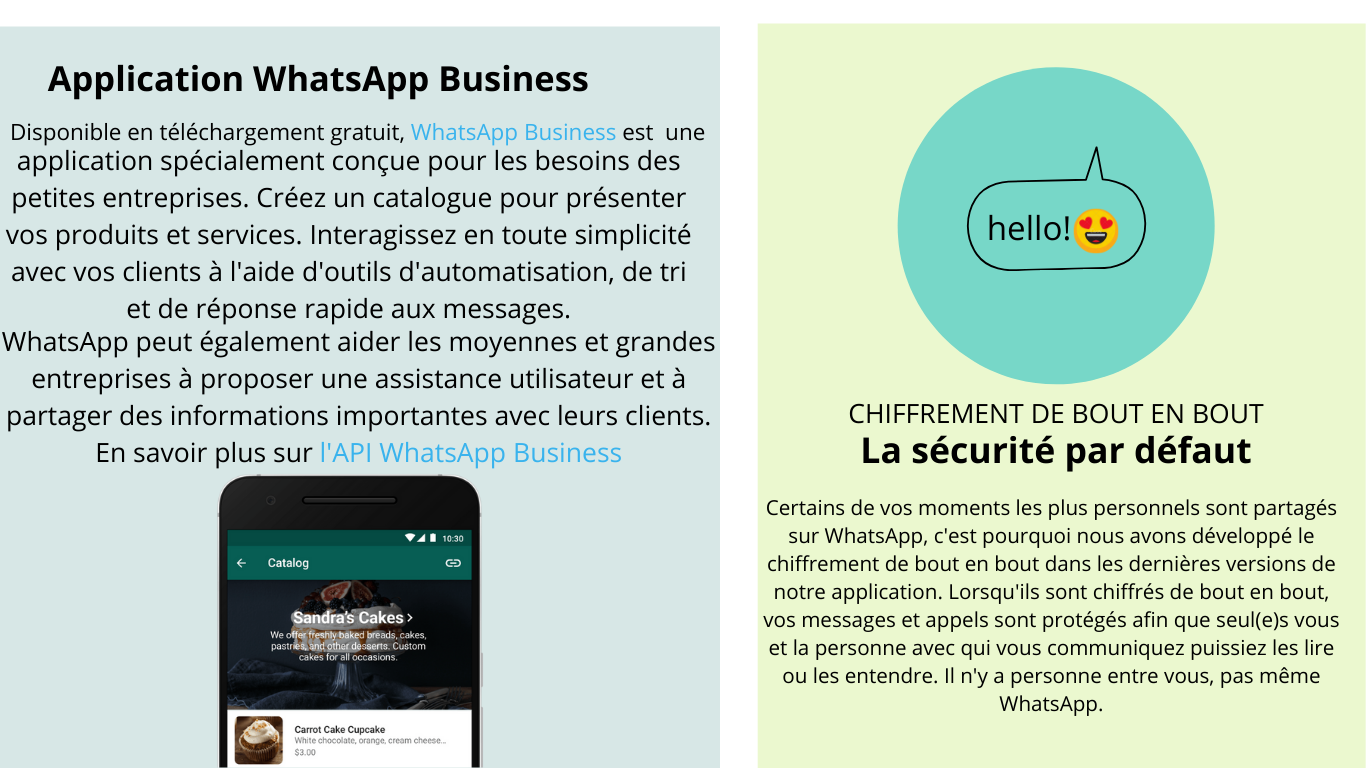 Application WhatsApp Business
Disponible en téléchargement gratuit, WhatsApp Business est une
application spécialement conçue pour les besoins des
petites entreprises. Créez un catalogue pour présenter
vos produits et services. Interagissez en toute simplicité
avec vos clients à l'aide d'outils d'automatisation, de tri
et de réponse rapide aux messages.
WhatsApp peut également aider les moyennes et grandes
entreprises à proposer une assistance utilisateur et à
partager des informations importantes avec leurs clients.
En savoir plus sur l'API WhatsApp Business
10:30
Catalog
Sandra's Cakes
We offer freshly baked breads, cakes,
pastries, and other desserts. Custom
cakes for all occasions.
Carrot Cake Cupcake
White chocolate, orange, cream cheese...
$3.00
hello!😍
CHIFFREMENT DE BOUT EN BOUT
La sécurité par défaut
Certains de vos moments les plus personnels sont partagés
sur WhatsApp, c'est pourquoi nous avons développé le
chiffrement de bout en bout dans les dernières versions de
notre application. Lorsqu'ils sont chiffrés de bout en bout,
vos messages et appels sont protégés afin que seul(e)s vous
et la personne avec qui vous communiquez puissiez les lire
ou les entendre. Il n'y a personne entre vous, pas même
WhatsApp.